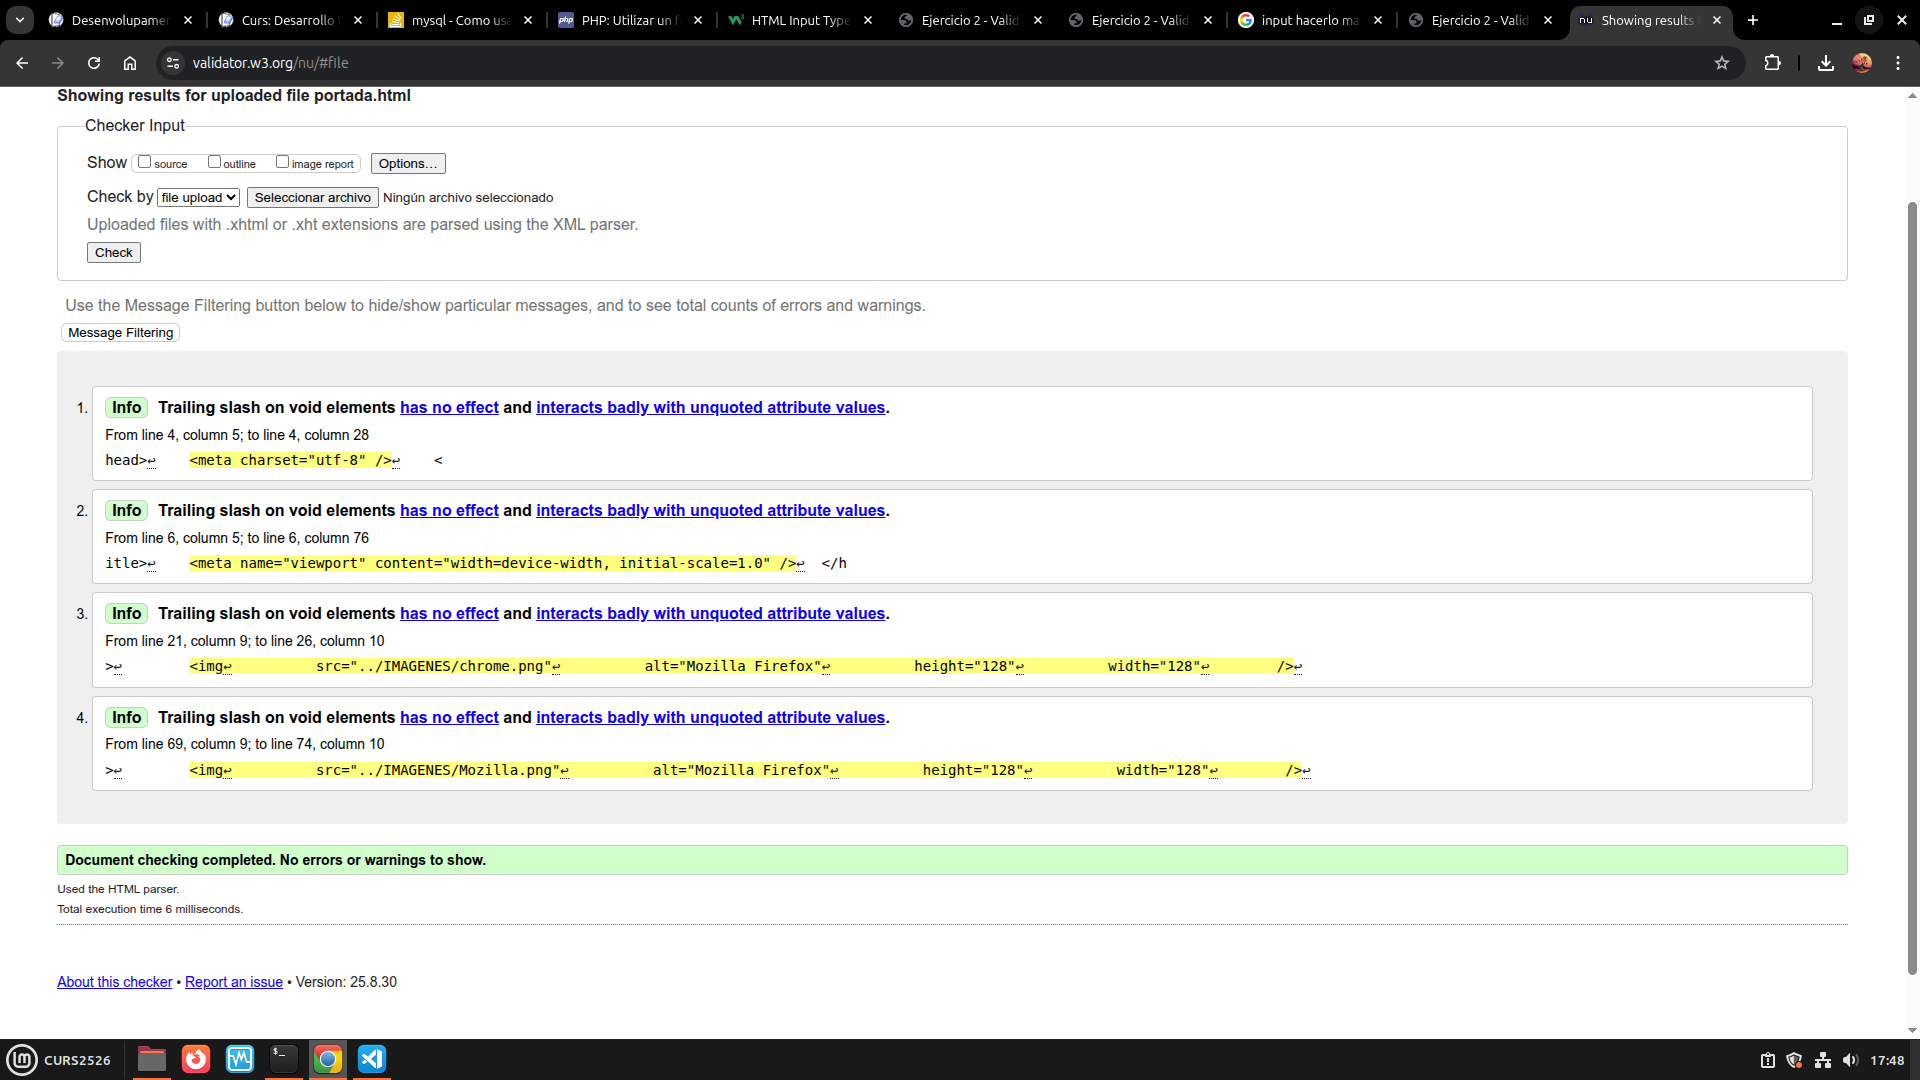 Desenvolupamer
Curs: Desarrollo
mysql - Como usa
PHP: Utilizar un f
HTML Input Type
Ejercicio 2 - Valid
Ejercicio 2 - Valid
input hacerlo ma
Ejercicio 2 - Valid
Showing results
validator.w3.org/nu/#file
Showing results for uploaded file portada.html
Checker Input
Show source outline image report Options...
Check by file upload Seleccionar archivo Ningún archivo seleccionado
Uploaded files with .xhtml or .xht extensions are parsed using the XML parser.
Check
Use the Message Filtering button below to hide/show particular messages, and to see total counts of errors and warnings.
Message Filtering
1. Info Trailing slash on void elements has no effect and interacts badly with unquoted attribute values.
From line 4, column 5; to line 4, column 28
head>↩ <meta charset="utf-8" />↩ <
2. Info Trailing slash on void elements has no effect and interacts badly with unquoted attribute values.
From line 6, column 5; to line 6, column 76
itle>↩ <meta name="viewport" content="width=device-width, initial-scale=1.0" />↩ </h
3. Info Trailing slash on void elements has no effect and interacts badly with unquoted attribute values.
From line 21, column 9; to line 26, column 10
>↩ <img↩ src="../IMAGENES/chrome.png"↩ alt="Mozilla Firefox"↩ height="128"↩ width="128"↩ />↩
4. Info Trailing slash on void elements has no effect and interacts badly with unquoted attribute values.
From line 69, column 9; to line 74, column 10
>↩ <img↩ src="../IMAGENES/Mozilla.png"↩ alt="Mozilla Firefox"↩ height="128"↩ width="128"↩ />↩
Document checking completed. No errors or warnings to show.
Used the HTML parser.
Total execution time 6 milliseconds.
About this checker • Report an issue • Version: 25.8.30
CURS2526
17:48